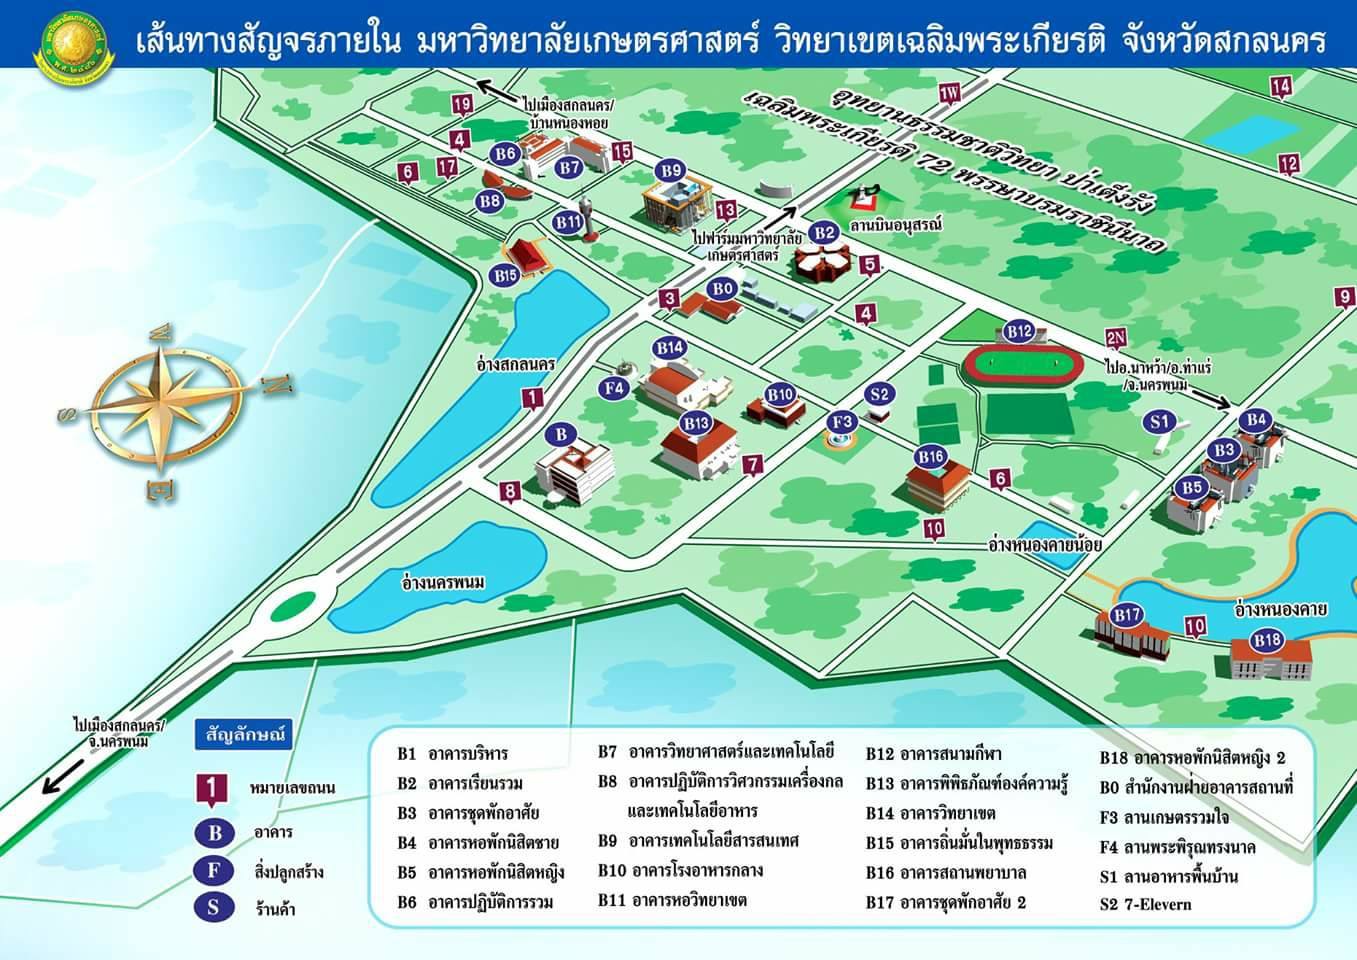 เส้นทางสัญจรภายใน มหาวิทยาลัยเกษตรศาสตร์ วิทยาเขตเฉลิมพระเกียรติ จังหวัดสกลนคร
ไปเมืองสกลนคร/
บ้านหนองหอย
อุทยานธรรมชาติวิทยา ป่าเต็งรัง
เฉลิมพระเกียรติ 72 พรรษาบรมราชินีนาถ
19
4
6
17
B6
B7
15
B8
B9
B11
13
1W
14
12
ลานบินอนุสรณ์
ไปฟาร์มมหาวิทยาลัย
เกษตรศาสตร์
B2
5
B15
3
B0
4
9
B12
2N
ไปอ.นาหว้า/อ.ท่าแร่
/จ.นครพนม
อ่างสกลนคร
B14
F4
1
B10
S2
F3
S1
B4
B3
B5
B
B13
7
B16
6
8
10
อ่างหนองคายน้อย
อ่างนครพนม
B17
10
B18
อ่างหนองคาย
W
N
S
E
ไปเมืองสกลนคร/
จ.นครพนม
สัญลักษณ์
1 หมายเลขถนน
B อาคาร
F สิ่งปลูกสร้าง
S ร้านค้า
B1 อาคารบริหาร
B2 อาคารเรียนรวม
B3 อาคารชุดพักอาศัย
B4 อาคารหอพักนิสิตชาย
B5 อาคารหอพักนิสิตหญิง
B6 อาคารปฏิบัติการรวม
B7 อาคารวิทยาศาสตร์และเทคโนโลยี
B8 อาคารปฏิบัติการวิศวกรรมเครื่องกล
และเทคโนโลยีอาหาร
B9 อาคารเทคโนโลยีสารสนเทศ
B10 อาคารโรงอาหารกลาง
B11 อาคารหอวิทยาเขต
B12 อาคารสนามกีฬา
B13 อาคารพิพิธภัณฑ์องค์ความรู้
B14 อาคารวิทยาเขต
B15 อาคารถิ่นมั่นในพุทธธรรม
B16 อาคารสถานพยาบาล
B17 อาคารชุดพักอาศัย 2
B18 อาคารหอพักนิสิตหญิง 2
B0 สำนักงานฝ่ายอาคารสถานที่
F3 ลานเกษตรรวมใจ
F4 ลานพระพิรุณทรงนาค
S1 ลานอาหารพื้นบ้าน
S2 7-Elevern